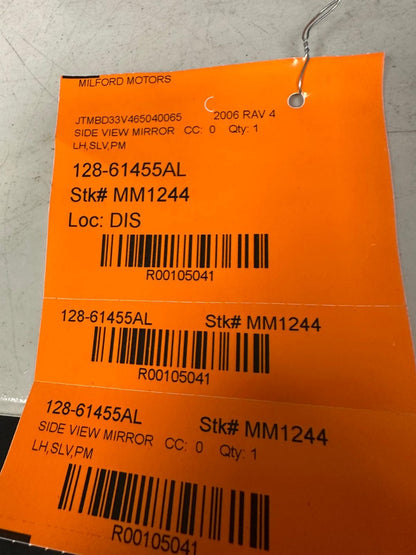 MILFORD MOTORS
JTMBD33V465040065 2006 RAV 4
SIDE VIEW MIRROR CC: 0 Qty: 1
LH,SLV,PM
128-61455AL
Stk# MM1244
Loc: DIS
R00105041
128-61455AL Stk# MM1244
R00105041
128-61455AL Stk# MM1244
SIDE VIEW MIRROR CC: 0 Qty: 1
LH,SLV,PM
R00105041